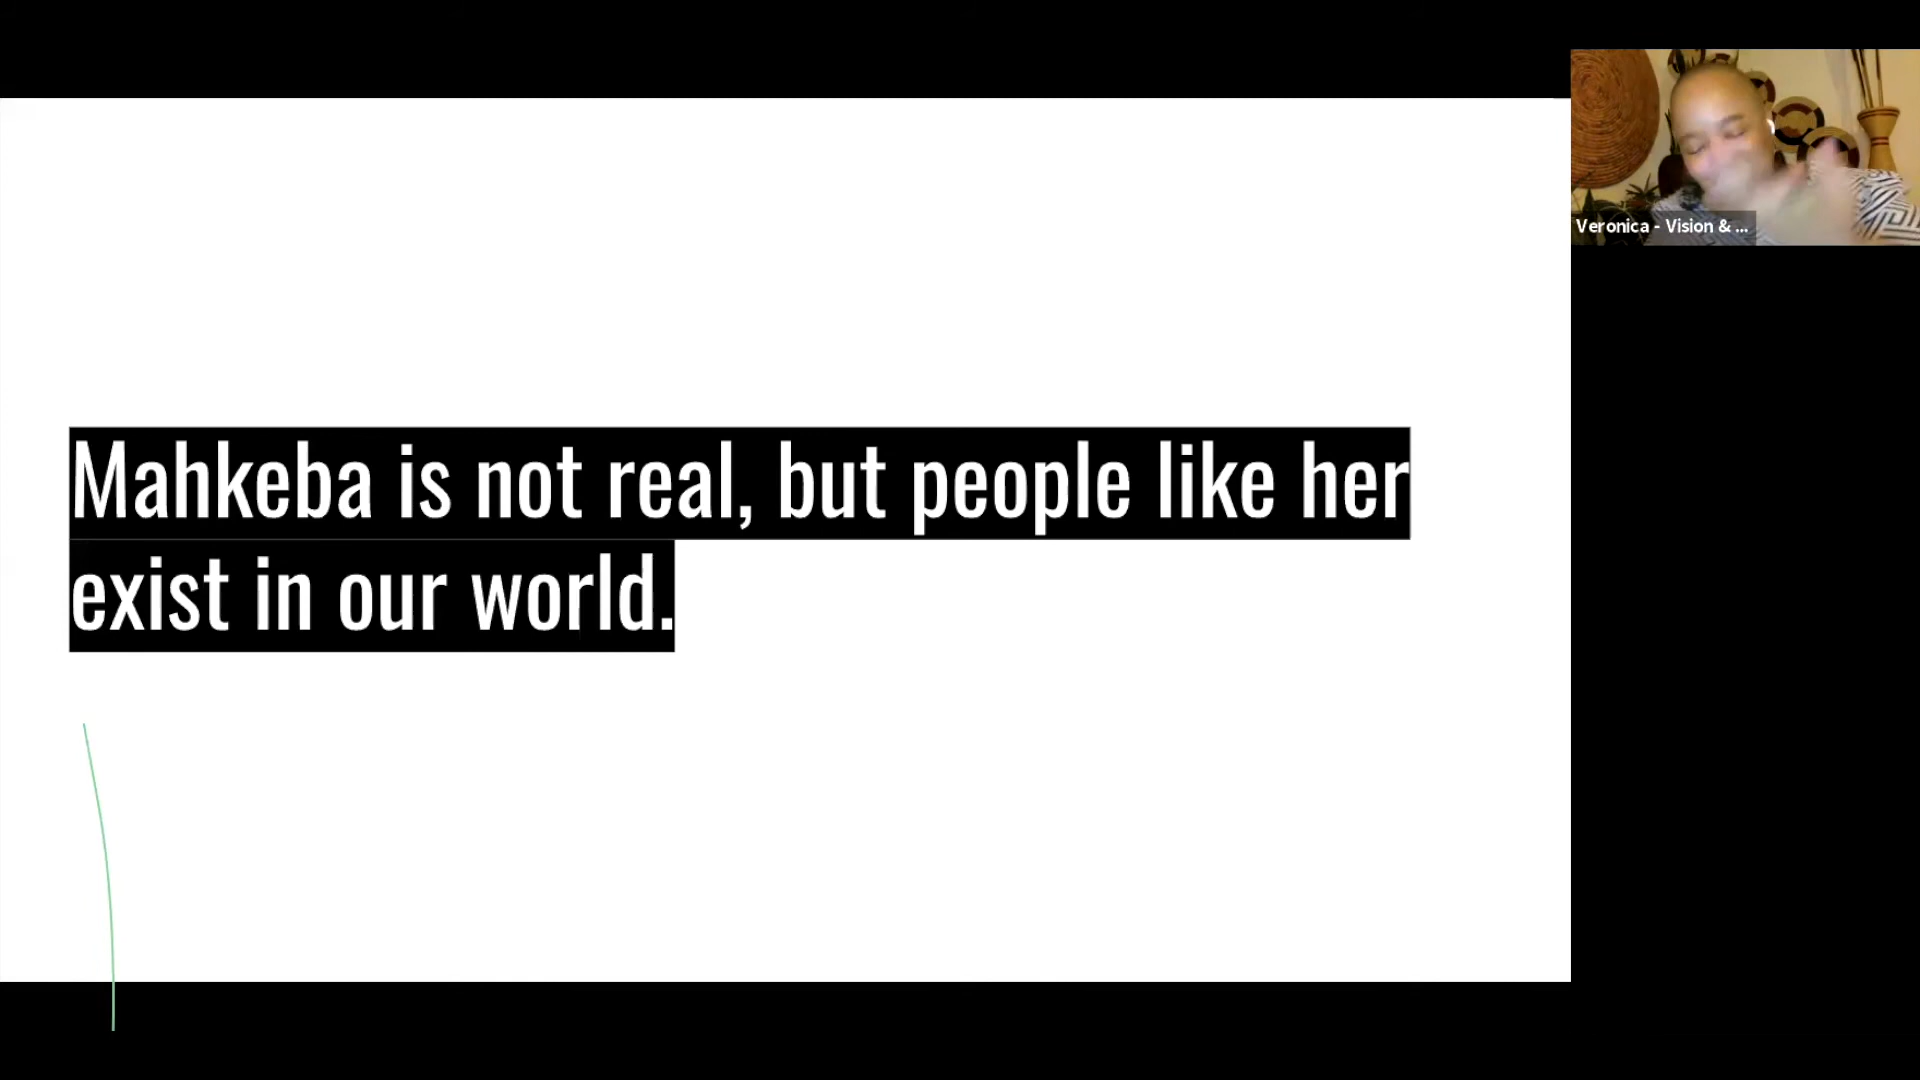 Mahkeba is not real, but people like her
exist in our world.
Veronica - Vision & ...